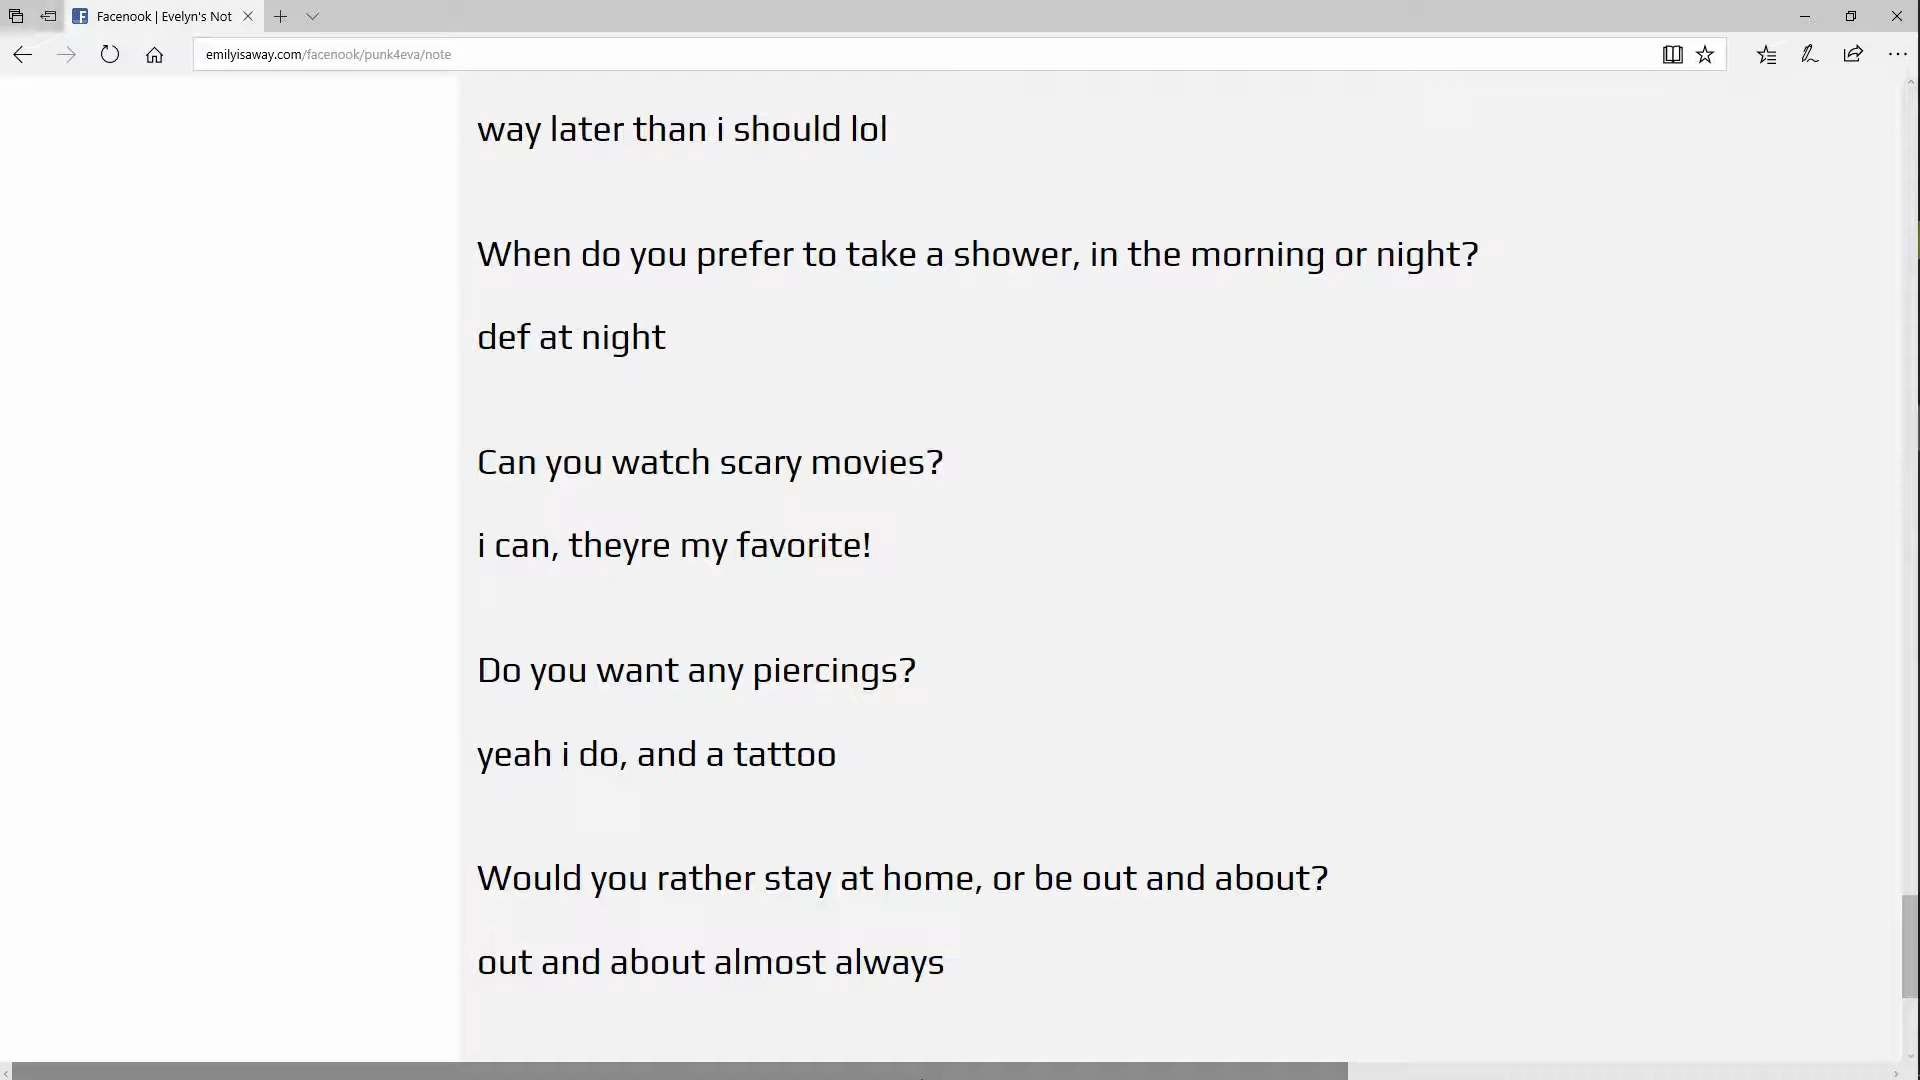 Facenook | Evelyn's Not
emilyisaway.com/facenook/punk4eva/note
way later than i should lol
When do you prefer to take a shower, in the morning or night?
def at night
Can you watch scary movies?
i can, theyre my favorite!
Do you want any piercings?
yeah i do, and a tattoo
Would you rather stay at home, or be out and about?
out and about almost always